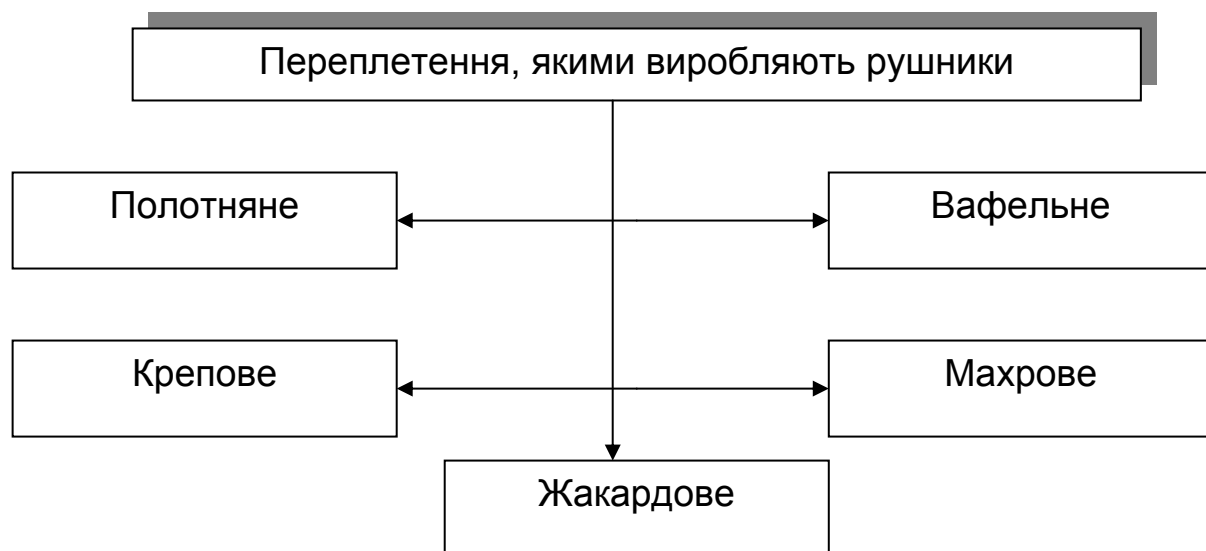 Переплетення, якими виробляють рушники
Полотняне
Вафельне
Крепове
Махрове
Жакардове